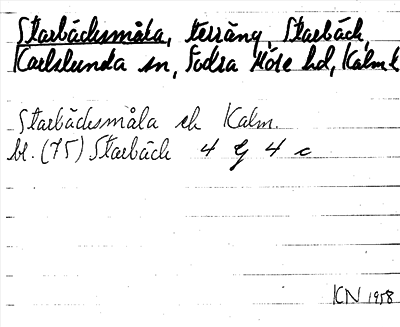 Starbäcksmåla, terräng, Starbäck,
Karlslunda sn, Södra Möre hd, Kalm. l.
Starbäcksmåla ek Kalm.
bl. (75) Starbäck 4 G 4 c
KN 1958